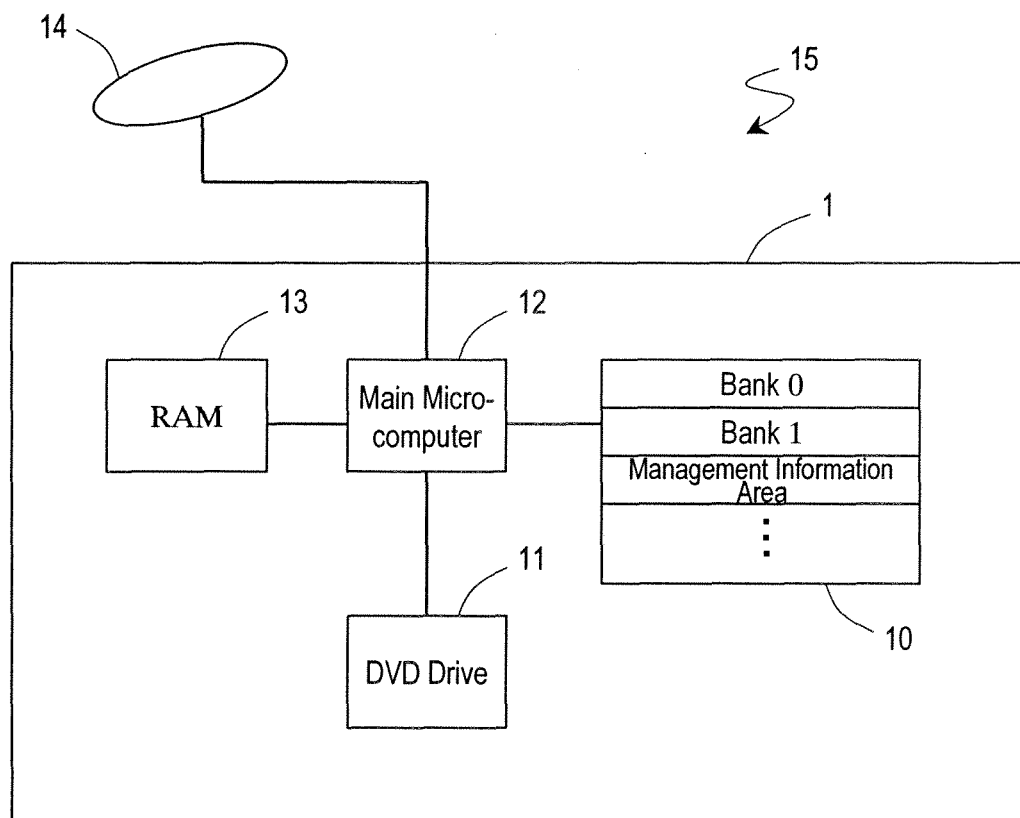 14
15
1
13
12
RAM
Main Micro-
computer
Bank 0
Bank 1
Management Information
Area
11
10
DVD Drive